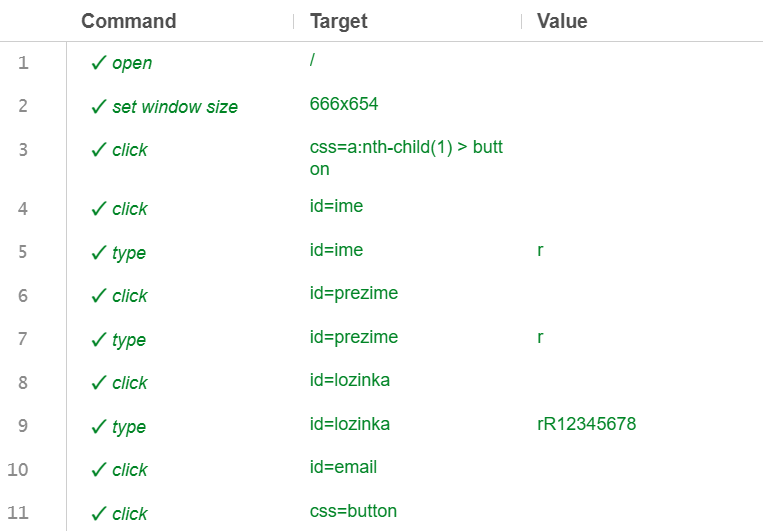 Command Target Value
1 ✓ open /
2 ✓ set window size 666x654
3 ✓ click css=a:nth-child(1) > butt
on
4 ✓ click id=ime
5 ✓ type id=ime r
6 ✓ click id=prezime
7 ✓ type id=prezime r
8 ✓ click id=lozinka
9 ✓ type id=lozinka rR12345678
10 ✓ click id=email
11 ✓ click css=button